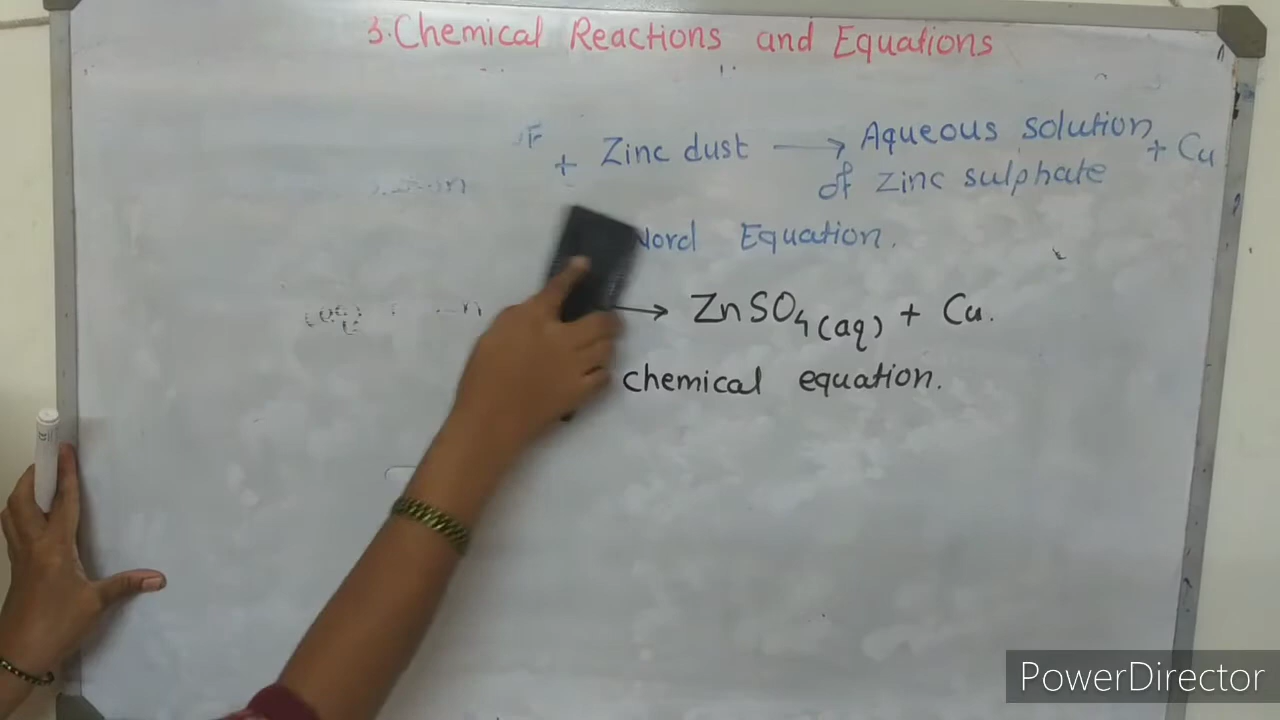 3. Chemical Reactions and Equations
+ Zinc dust → Aqueous solution of Zinc sulphate + Cu
Equation.
→ ZnSO₄(aq) + Cu.
chemical equation.
PowerDirector